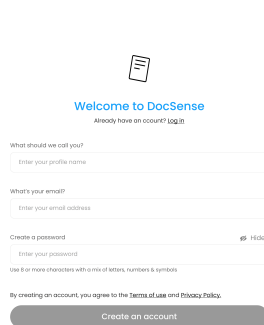 Welcome to DocSense
Already have an ccount? Log in
What should we call you?
Enter your profile name
What's your email?
Enter your email address
Create a password
Hide
Enter your password
Use 8 or more characters with a mix of letters, numbers & symbols
By creating an account, you agree to the Terms of use and Privacy Policy.
Create an account